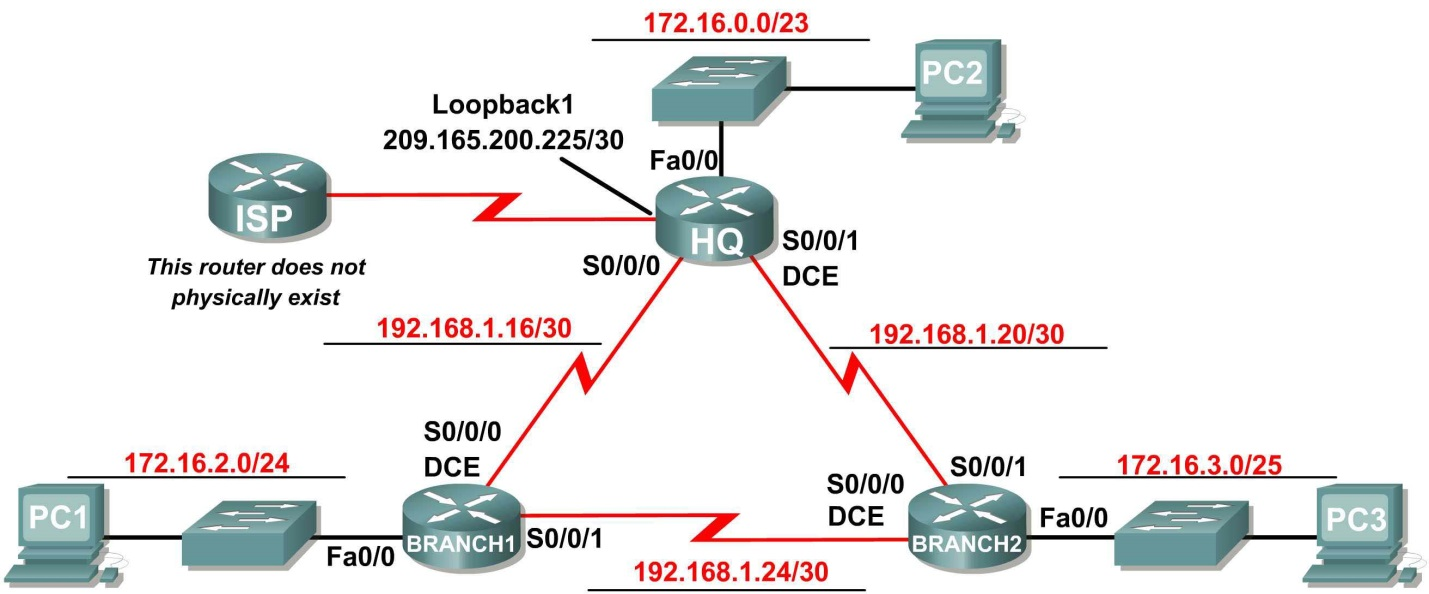 172.16.0.0/23
PC2
Loopback1
209.165.200.225/30
Fa0/0
ISP
HQ
This router does not
physically exist
S0/0/0
S0/0/1
DCE
192.168.1.16/30
192.168.1.20/30
S0/0/0
DCE
172.16.2.0/24
PC1
Fa0/0
BRANCH1
S0/0/1
192.168.1.24/30
S0/0/0
DCE
S0/0/1
BRANCH2
Fa0/0
172.16.3.0/25
PC3